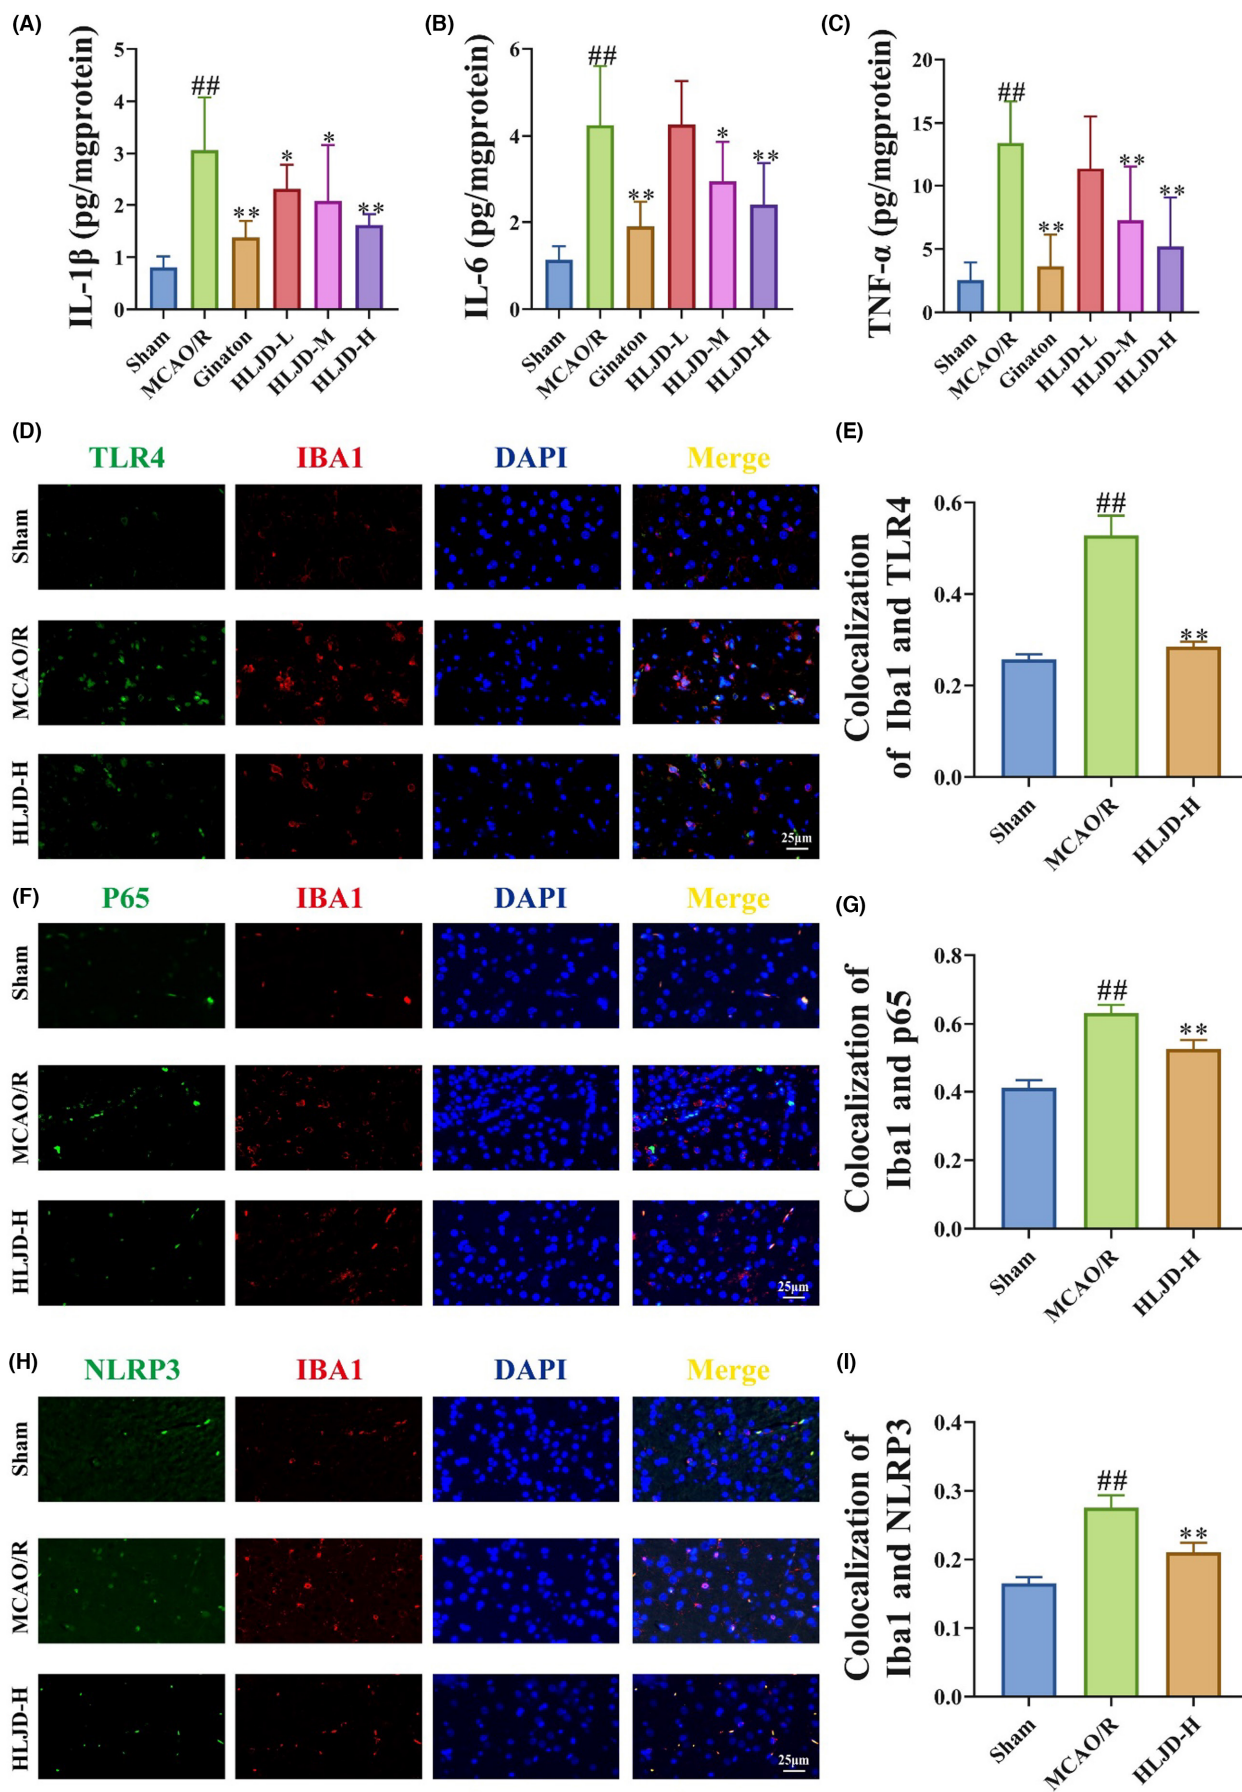 (A)
IL-1β (pg/mgprotein)
5
4
3
2
1
0
##
**
*
*
**
Sham
MCAO/R
Ginaton
HLJD-L
HLJD-M
HLJD-H
(B)
IL-6 (pg/mgprotein)
6
4
2
0
##
**
*
**
Sham
MCAO/R
Ginaton
HLJD-L
HLJD-M
HLJD-H
(C)
TNF-α (pg/mgprotein)
20
15
10
5
0
##
**
**
**
Sham
MCAO/R
Ginaton
HLJD-L
HLJD-M
HLJD-H
(D)
TLR4 IBA1 DAPI Merge
Sham
MCAO/R
HLJD-H
25μm
(E)
Colocalization
of Iba1 and TLR4
0.6
0.4
0.2
0.0
##
**
Sham
MCAO/R
HLJD-H
(F)
P65 IBA1 DAPI Merge
Sham
MCAO/R
HLJD-H
25μm
(G)
Colocalization of
Iba1 and p65
0.8
0.6
0.4
0.2
0.0
##
**
Sham
MCAO/R
HLJD-H
(H)
NLRP3 IBA1 DAPI Merge
Sham
MCAO/R
HLJD-H
25μm
(I)
Colocalization of
Iba1 and NLRP3
0.4
0.3
0.2
0.1
0.0
##
**
Sham
MCAO/R
HLJD-H